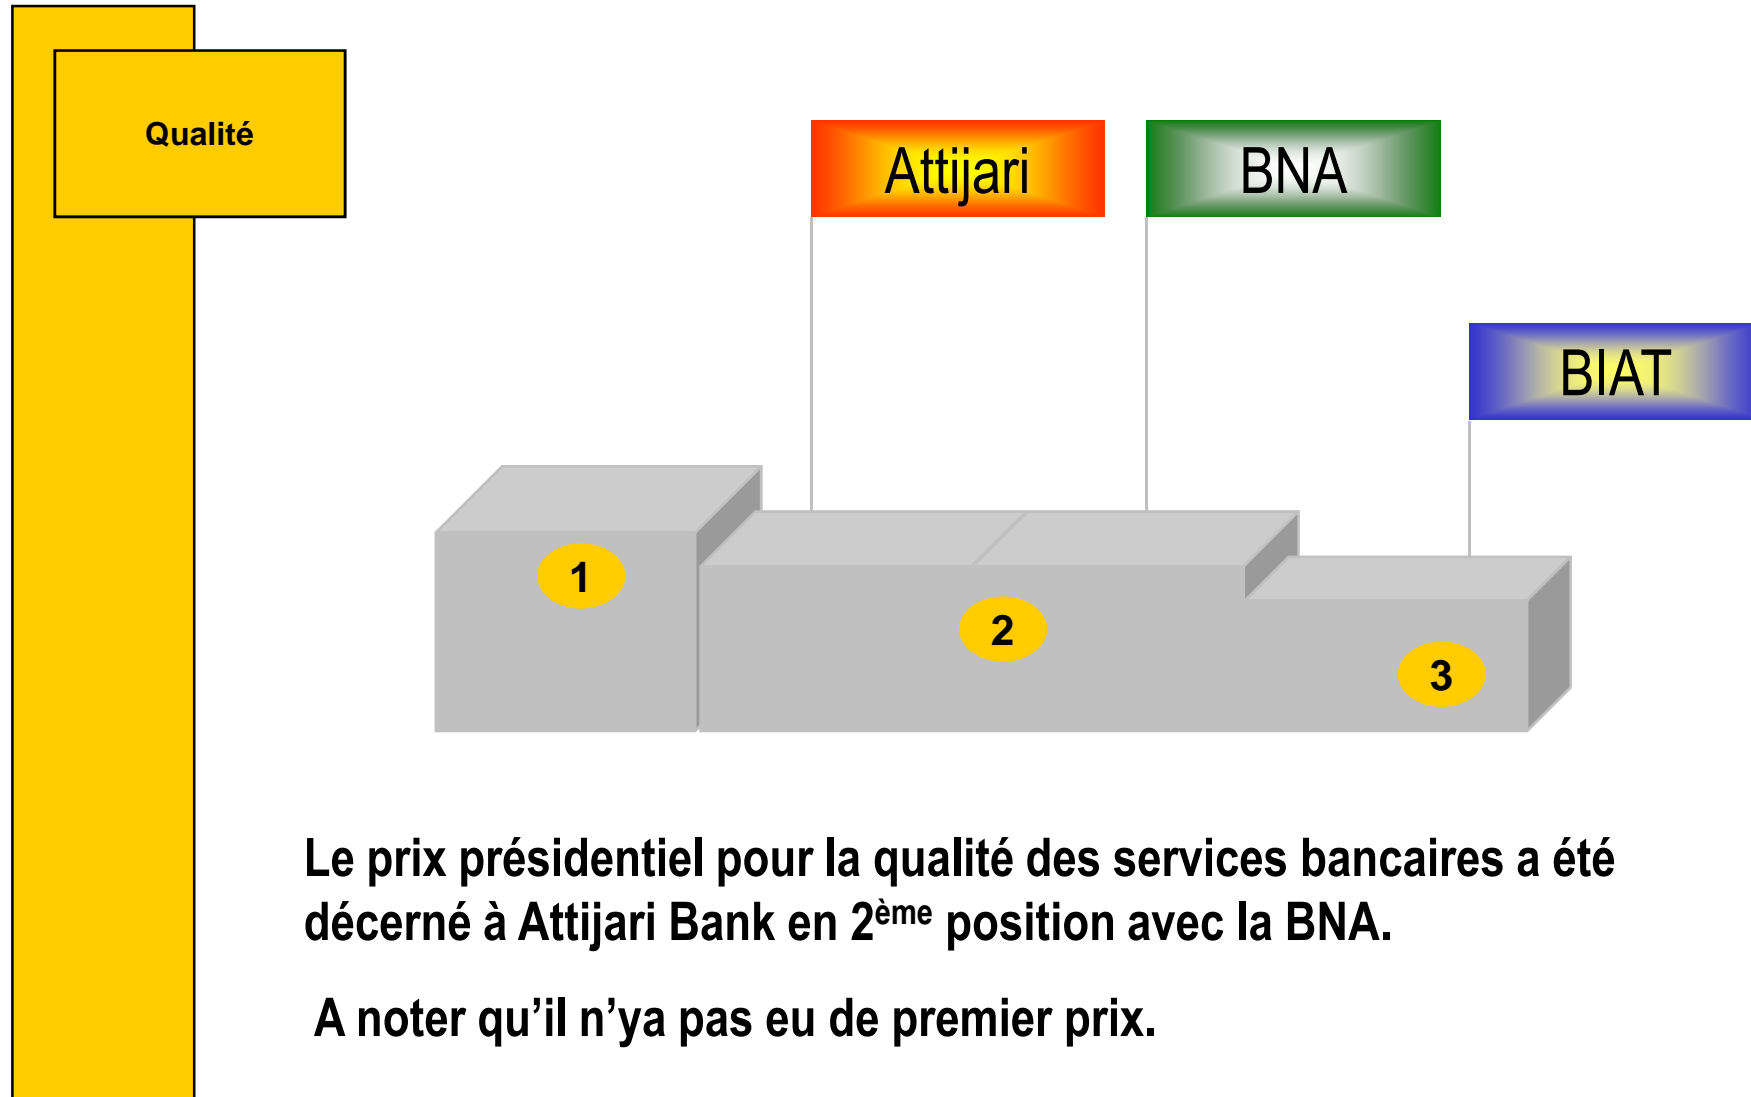 Qualité
Attijari
BNA
BIAT
1
2
3
Le prix présidentiel pour la qualité des services bancaires a été
décerné à Attijari Bank en 2ème position avec la BNA.
A noter qu’il n’ya pas eu de premier prix.